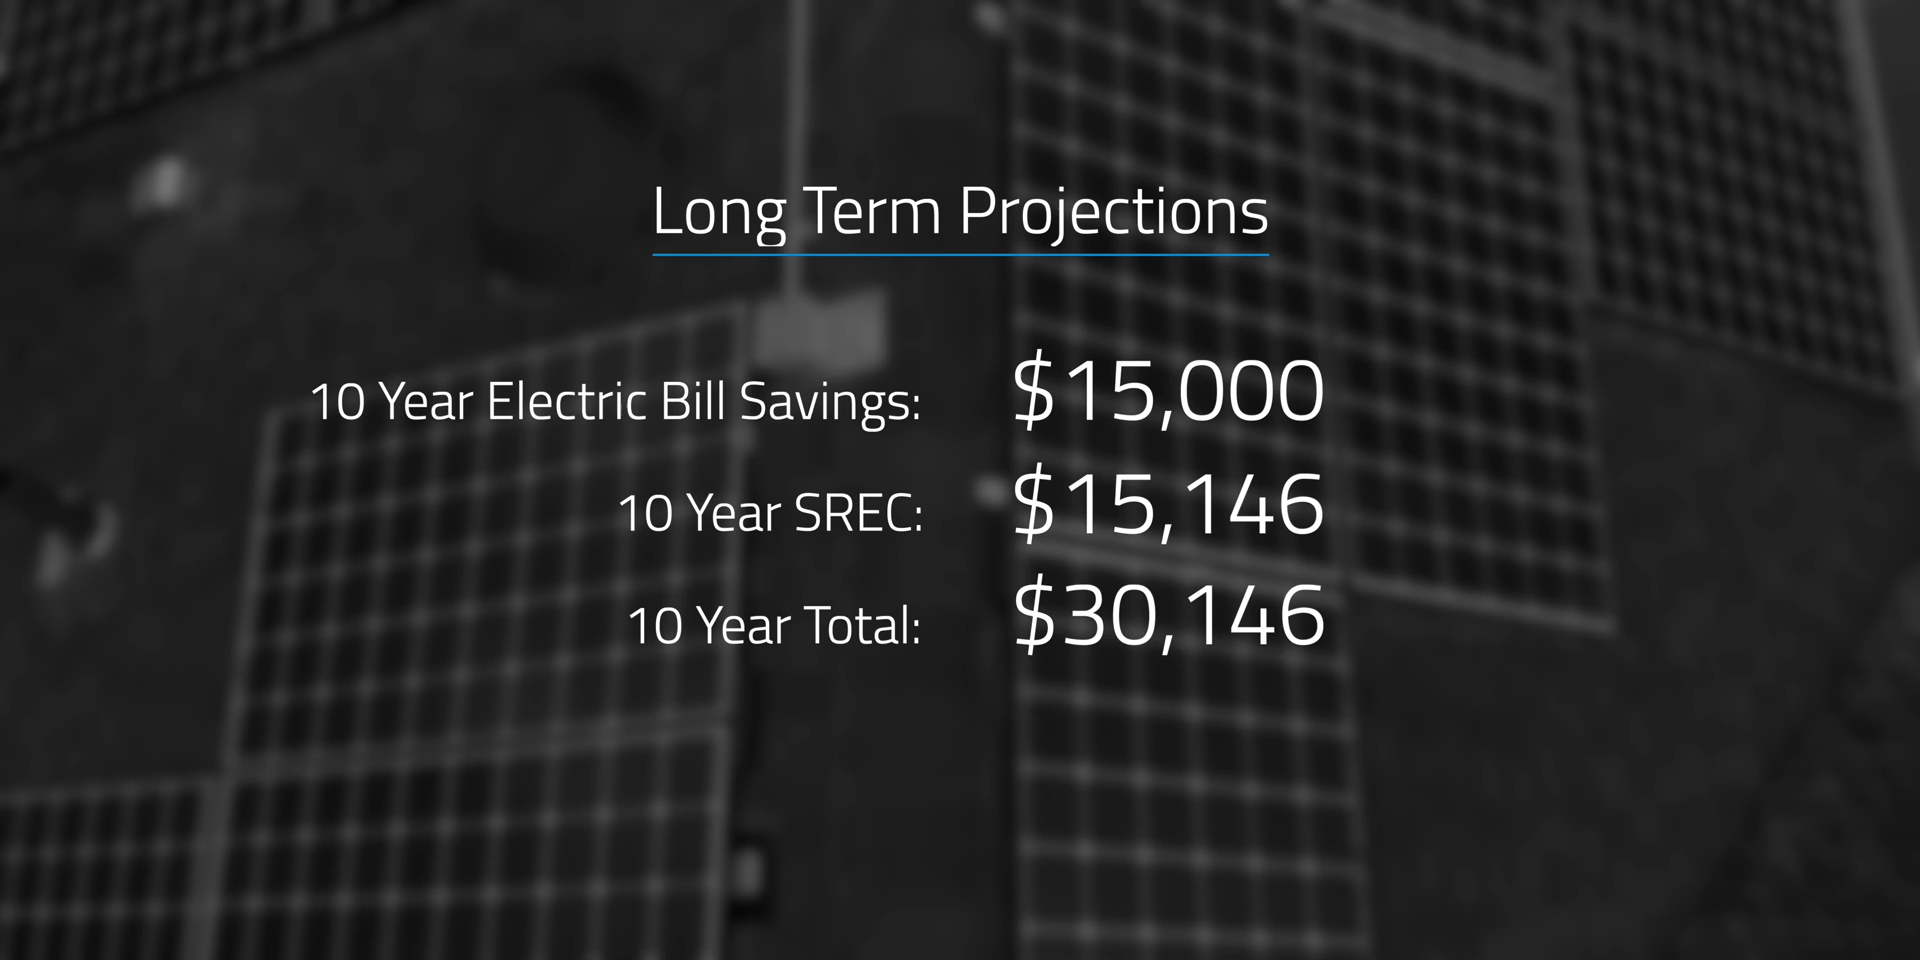 Long Term Projections
10 Year Electric Bill Savings: $15,000
10 Year SREC: $15,146
10 Year Total: $30,146